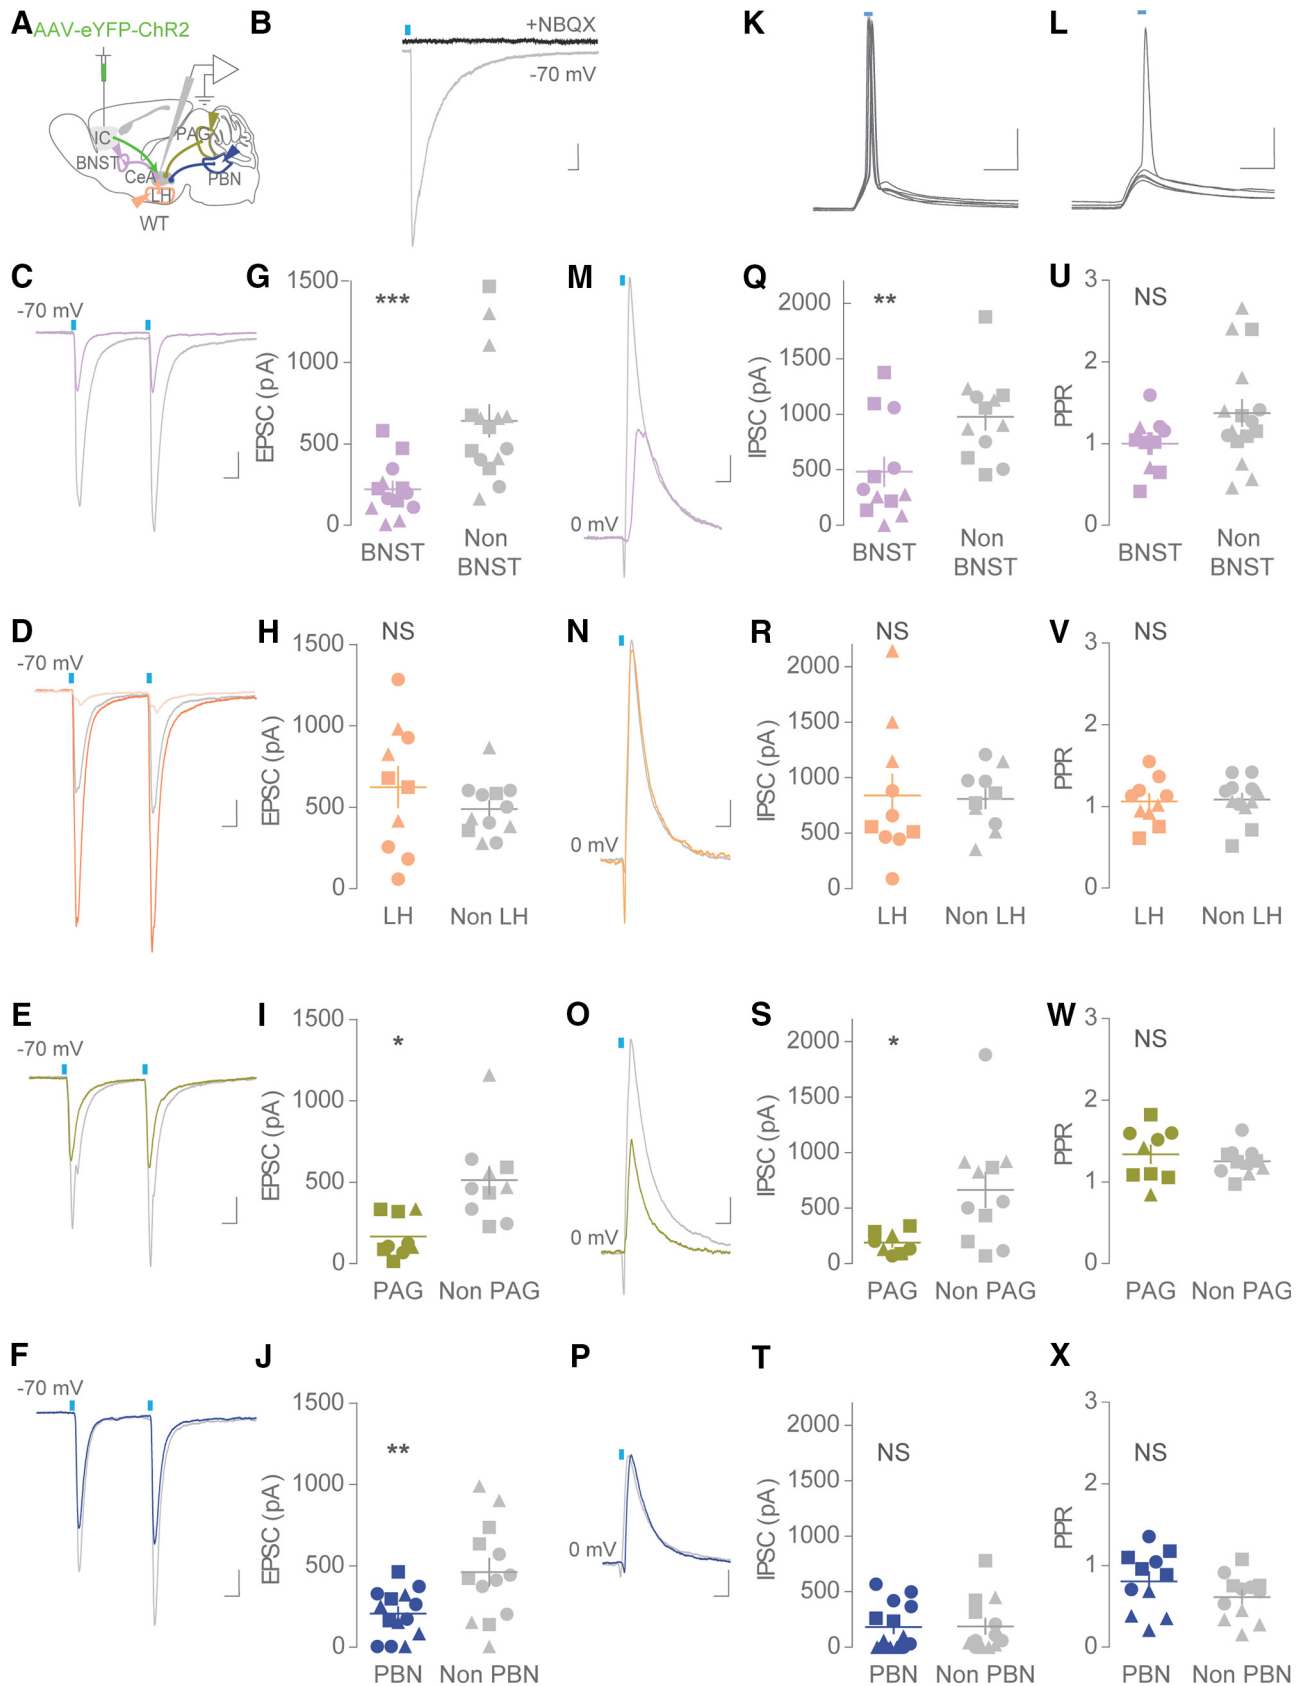 A
AAV-eYFP-ChR2
IC
PAG
BNST
CeA
PBN
LH
WT
B
+NBQX
-70 mV
K
L
C
-70 mV
G
1500
1000
500
0
EPSC (pA)
***
BNST
Non
BNST
M
0 mV
Q
2000
1500
1000
500
0
IPSC (pA)
**
BNST
Non
BNST
U
3
2
1
0
PPR
NS
BNST
Non
BNST
D
-70 mV
H
1500
1000
500
0
EPSC (pA)
NS
LH
Non LH
N
0 mV
R
2000
1500
1000
500
0
IPSC (pA)
NS
LH
Non LH
V
3
2
1
0
PPR
NS
LH
Non LH
E
-70 mV
I
1500
1000
500
0
EPSC (pA)
*
PAG
Non PAG
O
0 mV
S
2000
1500
1000
500
0
IPSC (pA)
*
PAG
Non PAG
W
3
2
1
0
PPR
NS
PAG
Non PAG
F
-70 mV
J
1500
1000
500
0
EPSC (pA)
**
PBN
Non PBN
P
0 mV
T
2000
1500
1000
500
0
IPSC (pA)
NS
PBN
Non PBN
X
3
2
1
0
PPR
NS
PBN
Non PBN